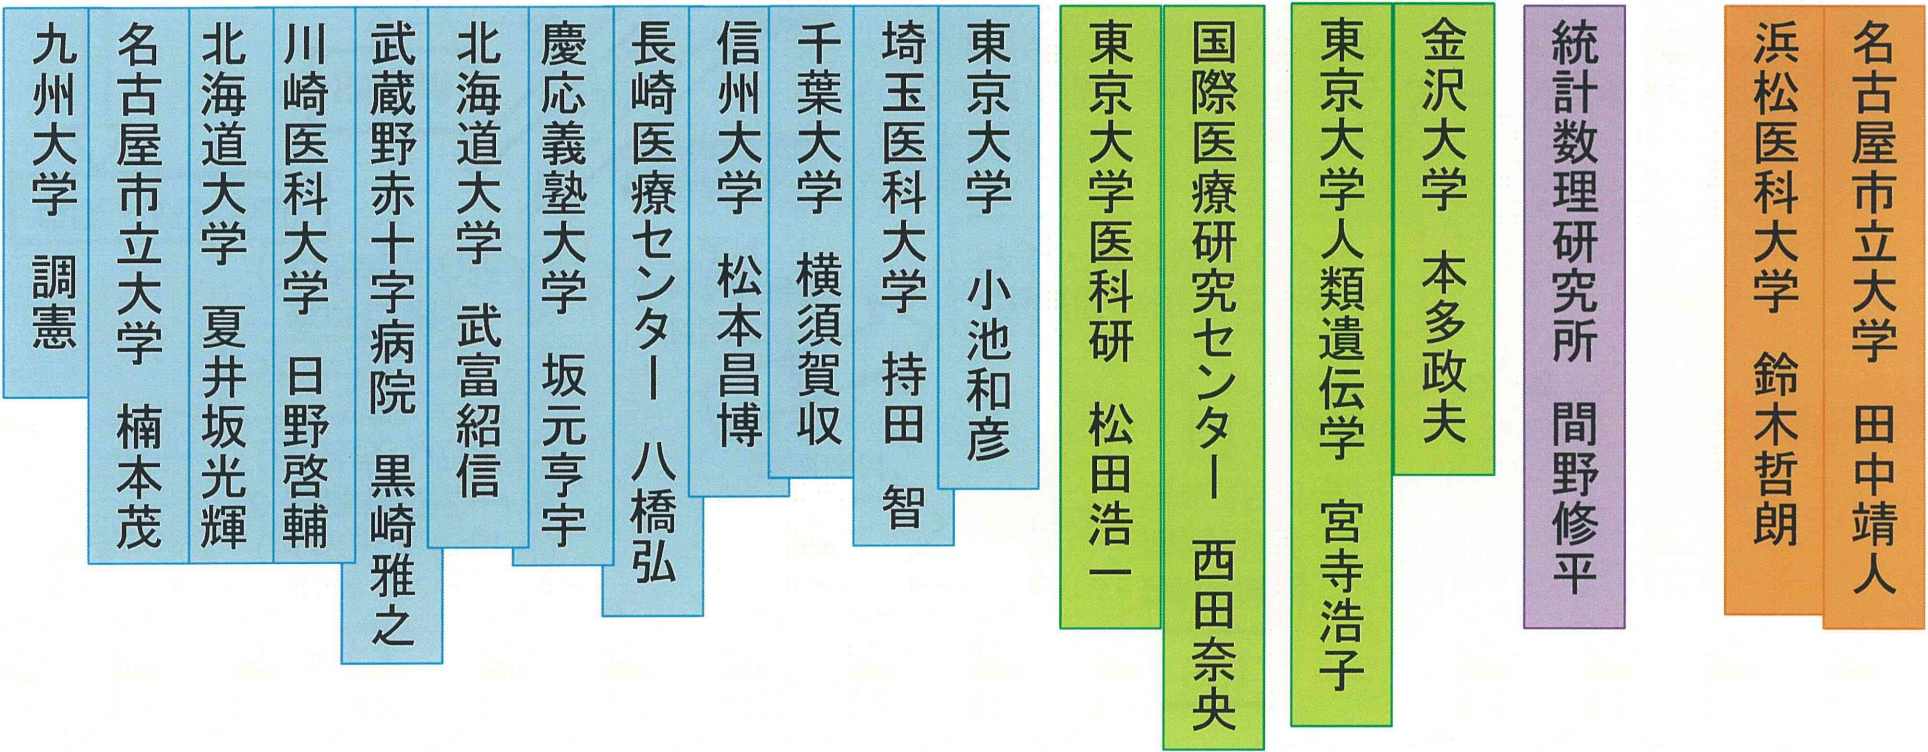 名古屋市立大学　田中靖人
浜松医科大学　鈴木哲朗
統計数理研究所　間野修平
金沢大学　本多政夫
東京大学人類遺伝学　宮寺浩子
国際医療研究センター　西田奈央
東京大学医科研　松田浩一
東京大学　小池和彦
埼玉医科大学　持田　智
千葉大学　横須賀収
信州大学　松本昌博
長崎医療センター　八橋弘
慶応義塾大学　坂元亨宇
北海道大学　武冨紹信
武蔵野赤十字病院　黒崎雅之
川崎医科大学　日野啓輔
北海道大学　夏井坂光輝
名古屋市立大学　楠本茂
九州大学　調憲